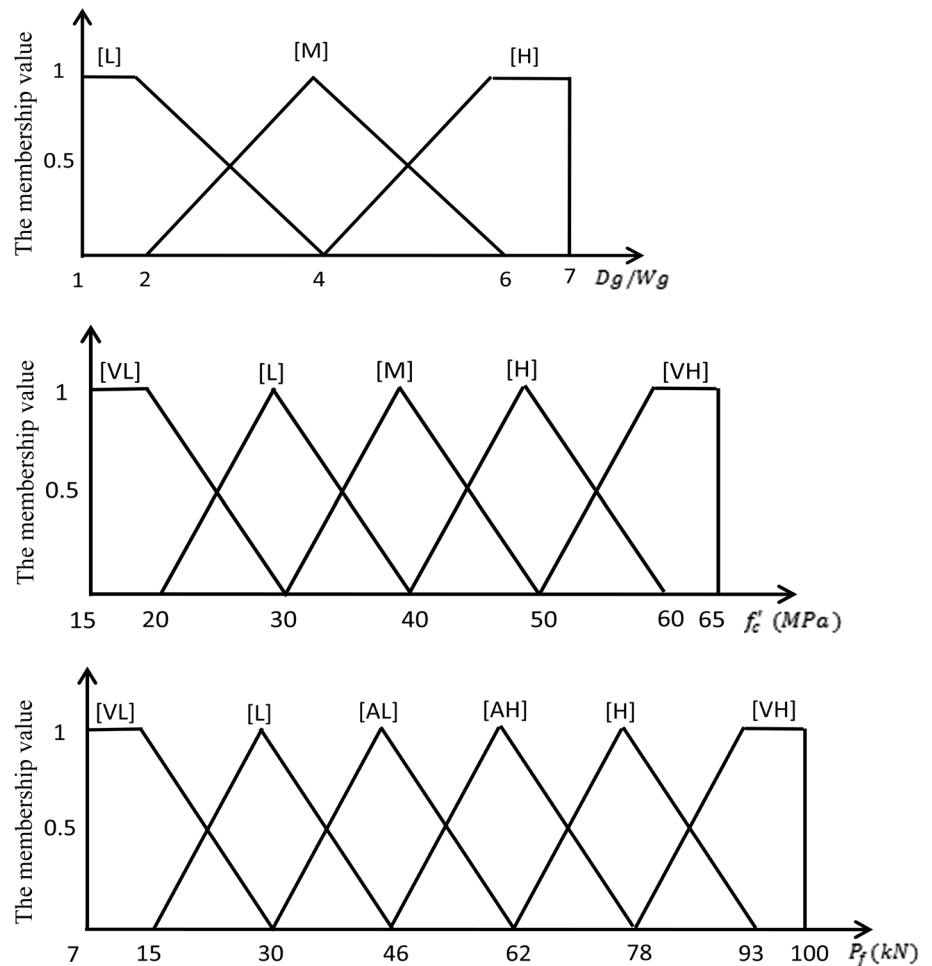 The membership value
[L] [M] [H]
1
0.5
1 2 4 6 7 Dg/Wg
The membership value
[VL] [L] [M] [H] [VH]
1
0.5
15 20 30 40 50 60 65 f'c (MPa)
The membership value
[VL] [L] [AL] [AH] [H] [VH]
1
0.5
7 15 30 46 62 78 93 100 Pf (kN)